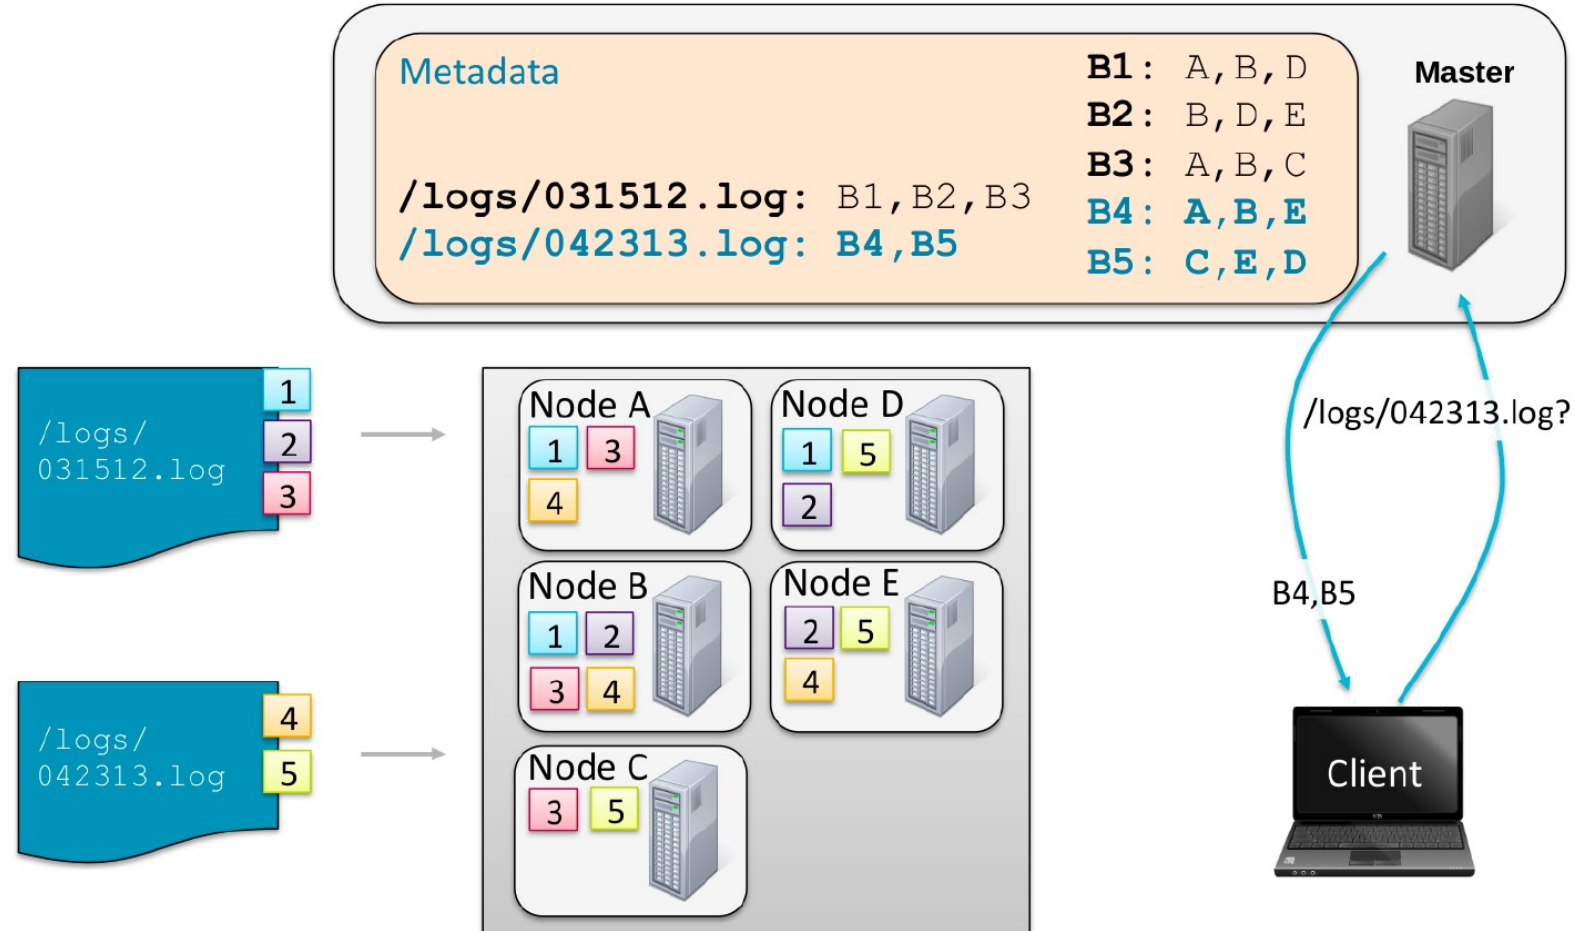 Metadata
/logs/031512.log: B1,B2,B3
/logs/042313.log: B4,B5
B1: A,B,D
B2: B,D,E
B3: A,B,C
B4: A,B,E
B5: C,E,D
Master
/logs/
031512.log
1
2
3
/logs/
042313.log
4
5
Node A
1 3
4
Node D
1 5
2
Node B
1 2
3 4
Node E
2 5
4
Node C
3 5
/logs/042313.log?
B4,B5
Client